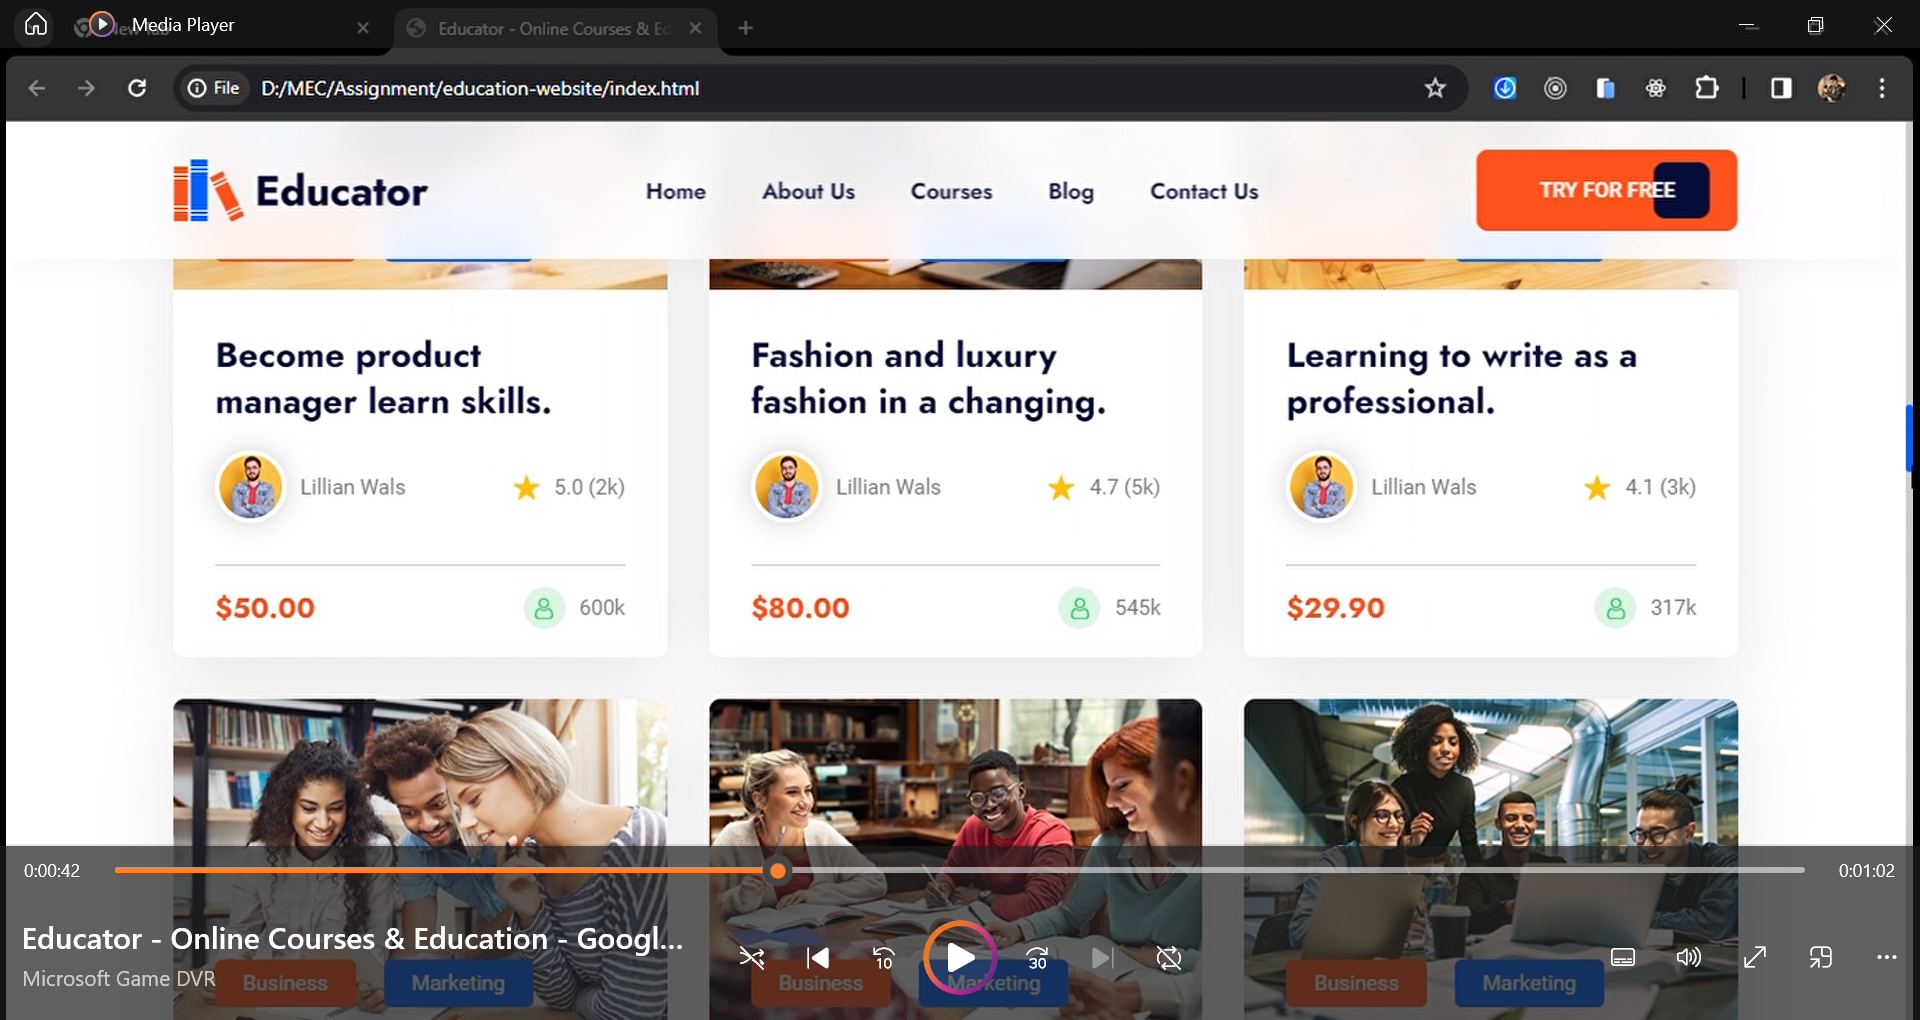 Media Player
Educator - Online Courses & Ed
File
D:/MEC/Assignment/education-website/index.html
Educator
Home
About Us
Courses
Blog
Contact Us
TRY FOR FREE
Become product
manager learn skills.
Lillian Wals
5.0 (2k)
$50.00
600k
Fashion and luxury
fashion in a changing.
Lillian Wals
4.7 (5k)
$80.00
545k
Learning to write as a
professional.
Lillian Wals
4.1 (3k)
$29.90
317k
0:00:42
0:01:02
Educator - Online Courses & Education - Googl...
Microsoft Game DVR
10
30
Business
Marketing
Business
Marketing
Business
Marketing